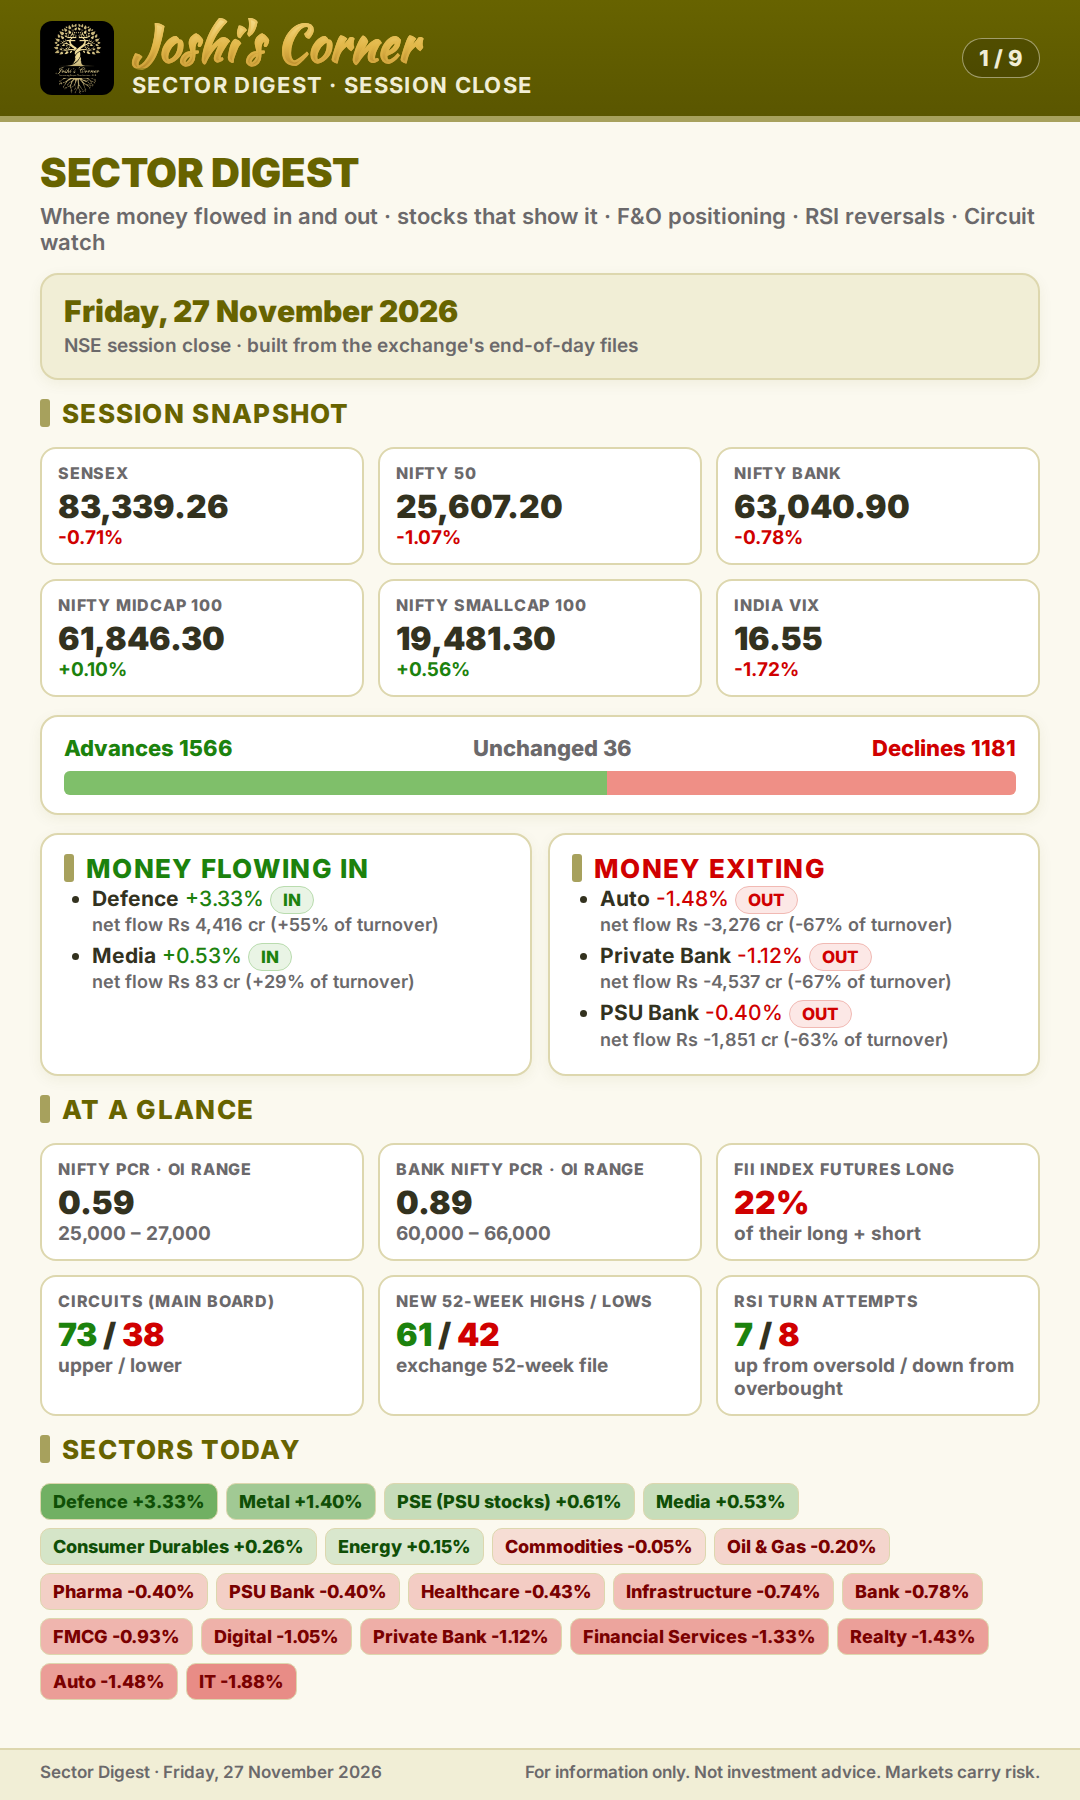 Joshi's Corner
Joshi's Corner
SECTOR DIGEST · SESSION CLOSE
1 / 9
SECTOR DIGEST
Where money flowed in and out · stocks that show it · F&O positioning · RSI reversals · Circuit
watch
Friday, 27 November 2026
NSE session close · built from the exchange's end-of-day files
SESSION SNAPSHOT
SENSEX
83,339.26
-0.71%
NIFTY 50
25,607.20
-1.07%
NIFTY BANK
63,040.90
-0.78%
NIFTY MIDCAP 100
61,846.30
+0.10%
NIFTY SMALLCAP 100
19,481.30
+0.56%
INDIA VIX
16.55
-1.72%
Advances 1566
Unchanged 36
Declines 1181
MONEY FLOWING IN
• Defence +3.33% IN
net flow Rs 4,416 cr (+55% of turnover)
• Media +0.53% IN
net flow Rs 83 cr (+29% of turnover)
MONEY EXITING
• Auto -1.48% OUT
net flow Rs -3,276 cr (-67% of turnover)
• Private Bank -1.12% OUT
net flow Rs -4,537 cr (-67% of turnover)
• PSU Bank -0.40% OUT
net flow Rs -1,851 cr (-63% of turnover)
AT A GLANCE
NIFTY PCR · OI RANGE
0.59
25,000 – 27,000
BANK NIFTY PCR · OI RANGE
0.89
60,000 – 66,000
FII INDEX FUTURES LONG
22%
of their long + short
CIRCUITS (MAIN BOARD)
73 / 38
upper / lower
NEW 52-WEEK HIGHS / LOWS
61 / 42
exchange 52-week file
RSI TURN ATTEMPTS
7 / 8
up from oversold / down from
overbought
SECTORS TODAY
Defence +3.33% Metal +1.40% PSE (PSU stocks) +0.61% Media +0.53%
Consumer Durables +0.26% Energy +0.15% Commodities -0.05% Oil & Gas -0.20%
Pharma -0.40% PSU Bank -0.40% Healthcare -0.43% Infrastructure -0.74% Bank -0.78%
FMCG -0.93% Digital -1.05% Private Bank -1.12% Financial Services -1.33% Realty -1.43%
Auto -1.48% IT -1.88%
Sector Digest · Friday, 27 November 2026
For information only. Not investment advice. Markets carry risk.